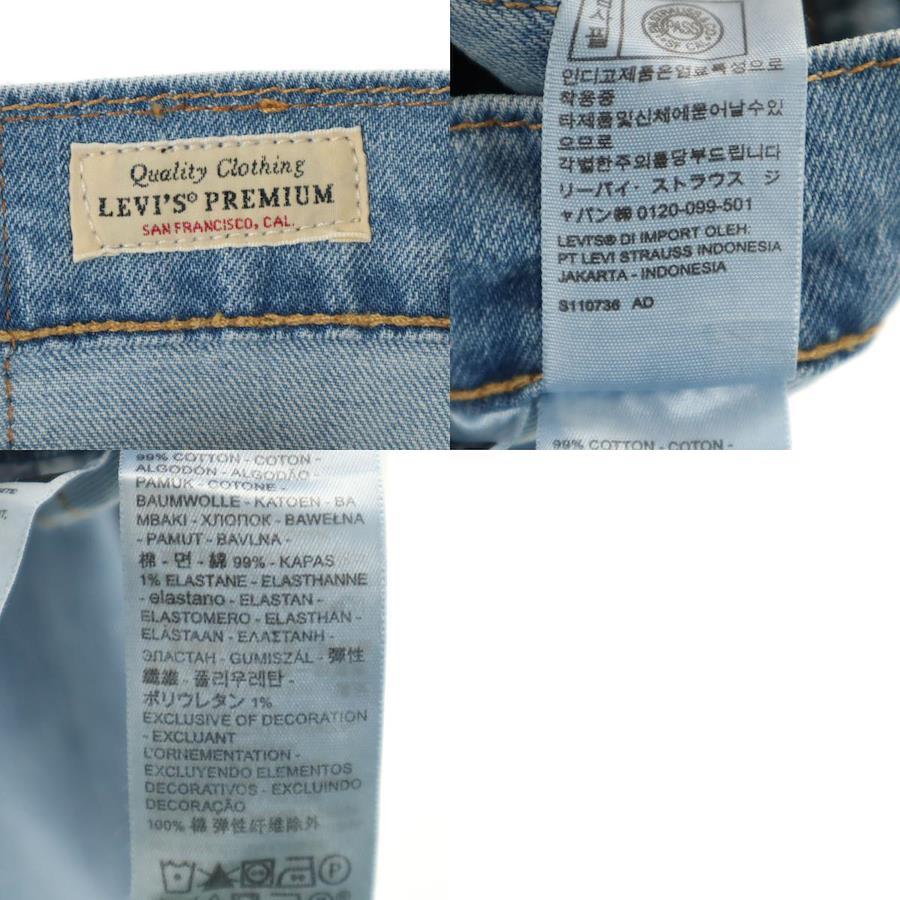 Quality Clothing
LEVI'S® PREMIUM
SAN FRANCISCO, CAL.
PASS
인디고제품은염료특성으로
착용중
타제품및신체에묻어날수있
으므로
각별한주의를당부드립니다
リーバイ・ストラウス ジ
ャパン㈱ 0120-099-501
LEVI'S® DI IMPORT OLEH:
PT LEVI STRAUSS INDONESIA
JAKARTA - INDONESIA
S110736 AD
99% COTTON - COTON -
99% COTTON - COTON -
ALGODÓN - ALGODÃO -
PAMUK - COTONE -
BAUMWOLLE - KATOEN - BA
MBAKI - ХЛОПОК - BAWEŁNA
- PAMUT - BAVLNA -
棉 - 면 - 綿 99% - KAPAS
1% ELASTANE - ELASTHANNE
- elastano - ELASTAN -
ELASTOMERO - ELASTHAN -
ELASTAAN - ΕΛΑΣΤΑΝΗ -
ЭЛАСТАН - GUMISZÁL - 彈性
纖維 - 폴리우레탄 -
ポリウレタン 1%
EXCLUSIVE OF DECORATION
- EXCLUANT
L'ORNEMENTATION -
EXCLUYENDO ELEMENTOS
DECORATIVOS - EXCLUINDO
DECORAÇÃO
100% 棉 弹性纤维除外
P